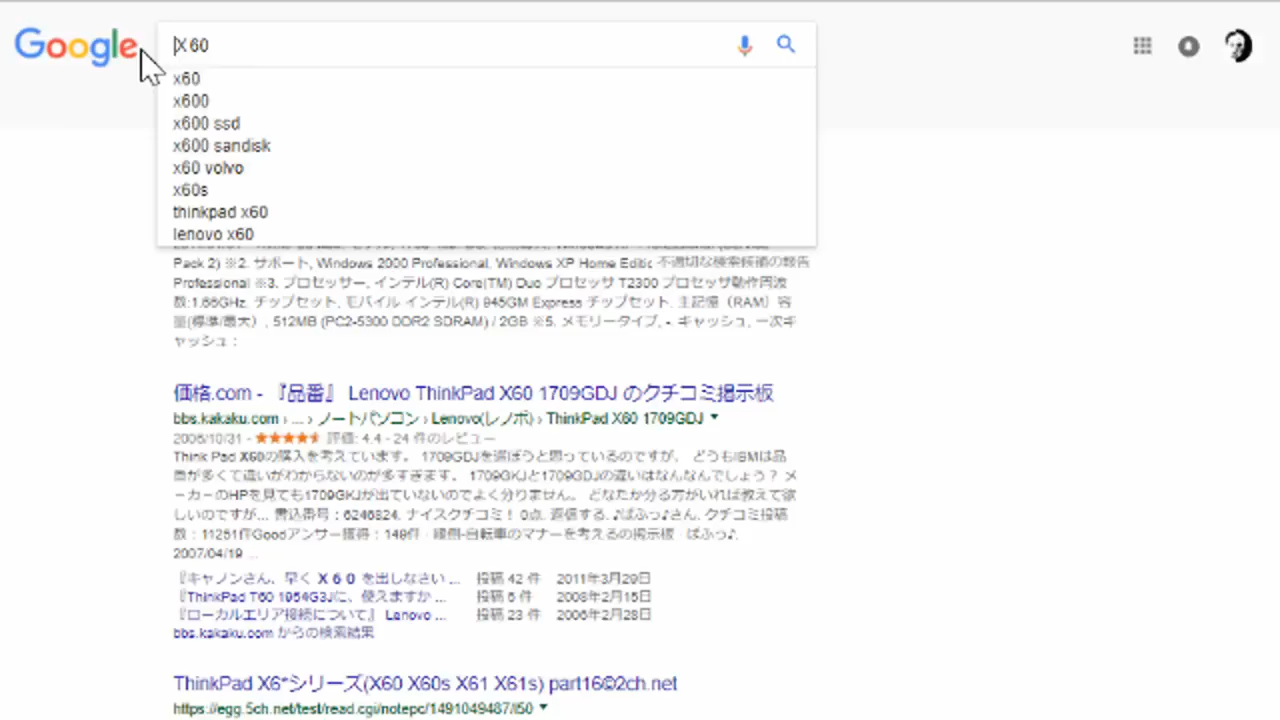 Google
X 60
x60
x600
x600 ssd
x600 sandisk
x60 volvo
x60s
thinkpad x60
lenovo x60
Pack 2) ※2. サポート, Windows 2000 Professional, Windows XP Home Editic 不適切な検索候補の報告
Professional ※3. プロセッサー, インテル(R) Core(TM) Duo プロセッサ T2300 プロセッサ動作周波
数:1.66GHz. チップセット, モバイル インテル(R) 945GM Express チップセット. 主記憶（RAM）容
量(標準/最大）, 512MB (PC2-5300 DDR2 SDRAM) / 2GB ※5. メモリータイプ, -. キャッシュ, 一次キ
ャッシュ：
価格.com - 『品番』 Lenovo ThinkPad X60 1709GDJ のクチコミ掲示板
bbs.kakaku.com › ... › ノートパソコン › Lenovo(レノボ) › ThinkPad X60 1709GDJ
2006/10/31 - 評価: 4.4 - 24 件のレビュー
Think Pad X60の購入を考えています。 1709GDJを選ぼうと思っているのですが、 どうもIBMは品
番が多くて違いがわからないのが多すぎます。 1709GKJと1709GDJの違いはなんなんでしょう？ メ
ーカーのHPを見ても1709GKJが出ていないのでよく分りません。 どなたか分る方がいれば教えて欲
しいのですが... 書込番号：6246824. ナイスクチコミ！ 0点. 返信する. ♪ぱふっ♪さん. クチコミ投稿
数：11251件Goodアンサー獲得：148件 · 縁側-自転車のマナーを考えるの掲示板 · ぱふっ♪.
2007/04/19 ...
『キャノンさん、早く Ｘ６０ を出しなさい ... 投稿 42 件 2011年3月29日
『ThinkPad T60 1954G3Jに、使えますか ... 投稿 6 件 2008年2月15日
『ローカルエリア接続について』 Lenovo ... 投稿 23 件 2006年2月28日
bbs.kakaku.com からの検索結果
ThinkPad X6*シリーズ(X60 X60s X61 X61s) part16©2ch.net
https://egg.5ch.net/test/read.cgi/notepc/1491049487/l50